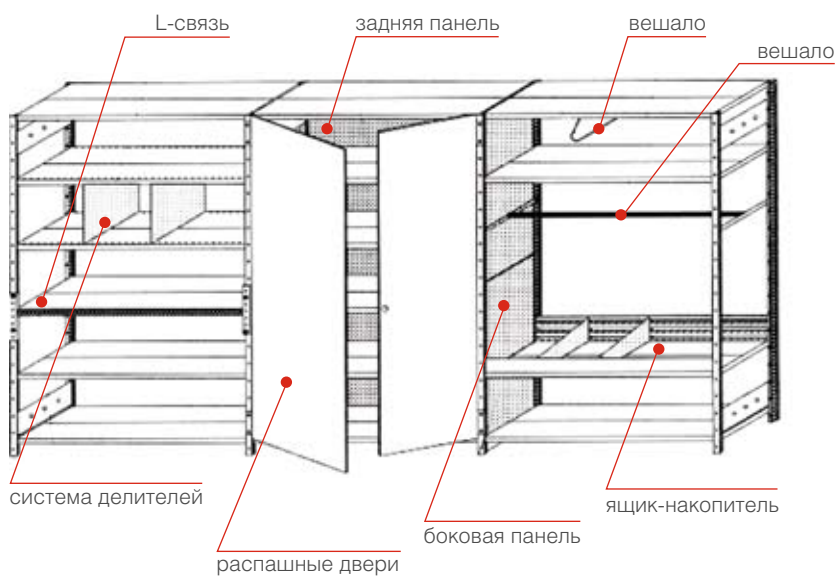 L-связь
задняя панель
вешало
вешало
система делителей
ящик-накопитель
боковая панель
распашные двери